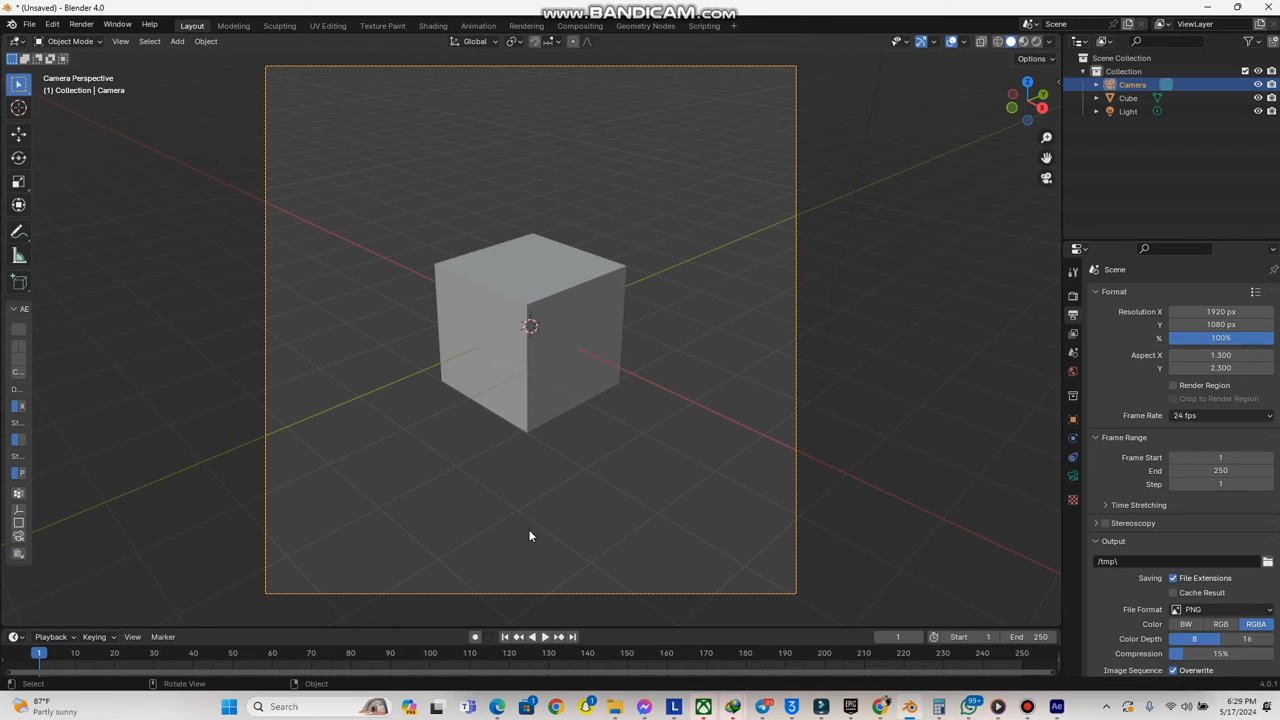 * (Unsaved) - Blender 4.0
www.BANDICAM.com
File Edit Render Window Help Layout Modeling Sculpting UV Editing Texture Paint Shading Animation Rendering Compositing Geometry Nodes Scripting Scene ViewLayer
Object Mode View Select Add Object Global
Options
Camera Perspective
(1) Collection | Camera
Z
Y
X
AE
C...
D...
X
St...
St...
P
Scene Collection
Collection
Camera
Cube
Light
Scene
Format
Resolution X 1920 px
Y 1080 px
% 100%
Aspect X 1.300
Y 2.300
Render Region
Crop to Render Region
Frame Rate 24 fps
Frame Range
Frame Start 1
End 250
Step 1
Time Stretching
Stereoscopy
Output
/tmp\
Saving File Extensions
Cache Result
File Format PNG
Color BW RGB RGBA
Color Depth 8 16
Compression 15%
Image Sequence Overwrite
Playback Keying View Marker 1 Start 1 End 250
1 10 20 30 40 50 60 70 80 90 100 110 120 130 140 150 160 170 180 190 200 210 220 230 240 250
Select Rotate View Object 4.0.1
87°F
Partly sunny
Search
99+
Ae
6:29 PM
5/17/2024